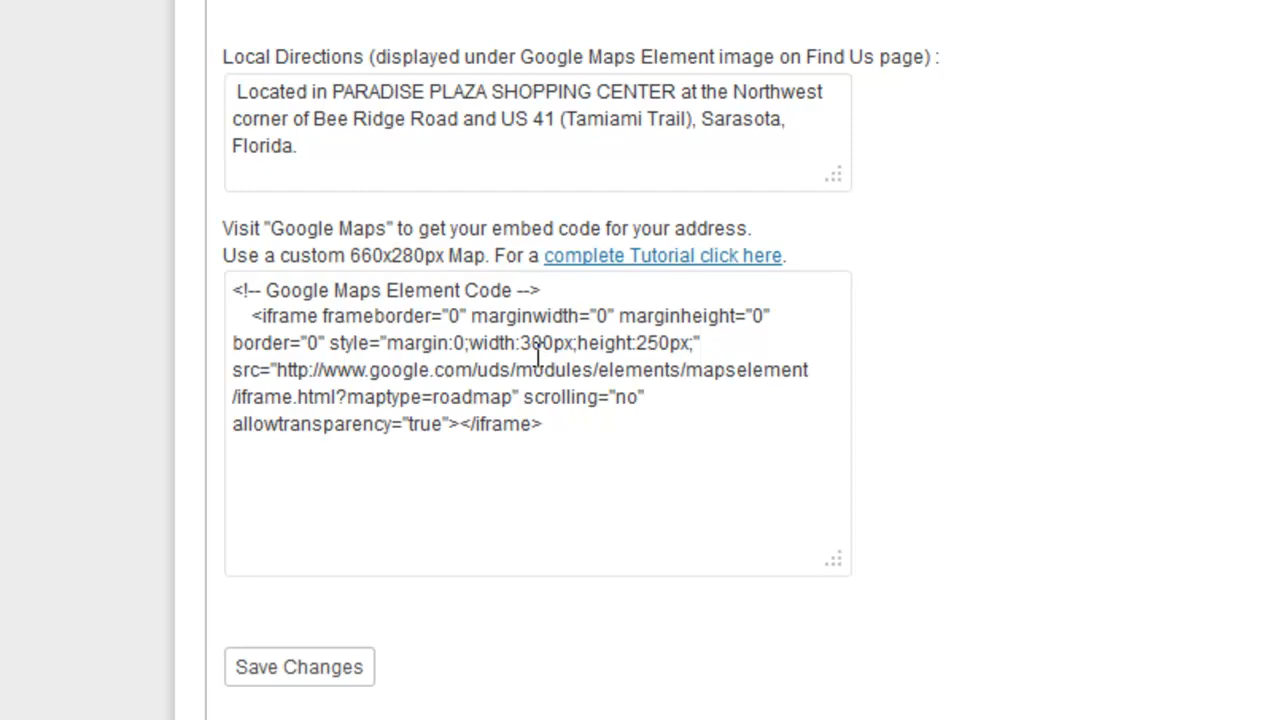 Local Directions (displayed under Google Maps Element image on Find Us page) :
Located in PARADISE PLAZA SHOPPING CENTER at the Northwest
corner of Bee Ridge Road and US 41 (Tamiami Trail), Sarasota,
Florida.
Visit "Google Maps" to get your embed code for your address.
Use a custom 660x280px Map. For a complete Tutorial click here.
<!-- Google Maps Element Code -->
<iframe frameborder="0" marginwidth="0" marginheight="0"
border="0" style="margin:0;width:300px;height:250px;"
src="http://www.google.com/uds/modules/elements/mapselement
/iframe.html?maptype=roadmap" scrolling="no"
allowtransparency="true"></iframe>
Save Changes